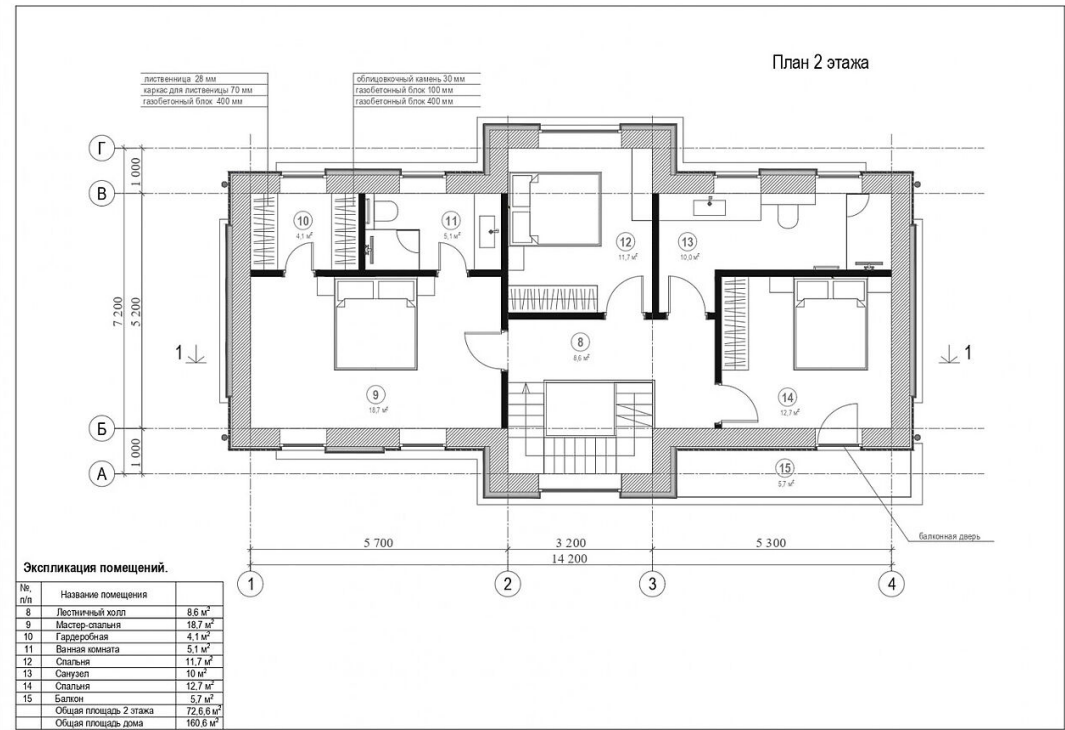 План 2 этажа
лиственница 28 мм
каркас для лиственицы 70 мм
газобетонный блок 400 мм
облицовочный камень 30 мм
газобетонный блок 100 мм
газобетонный блок 400 мм
Г
В
Б
А
1 000
5 200
7 200
1 000
10
4,1 м²
11
5,1 м²
12
11,7 м²
13
10,0 м²
8
8,6 м²
9
18,7 м²
14
12,7 м²
15
5,7 м²
1
1
балконная дверь
5 700
3 200
5 300
14 200
1
2
3
4
Экспликация помещений.
№, п/п Название помещения
8 Лестничный холл 8,6 м²
9 Мастер-спальня 18,7 м²
10 Гардеробная 4,1 м²
11 Ванная комната 5,1 м²
12 Спальня 11,7 м²
13 Санузел 10 м²
14 Спальня 12,7 м²
15 Балкон 5,7 м²
Общая площадь 2 этажа 72,6,6 м²
Общая площадь дома 160,6 м²